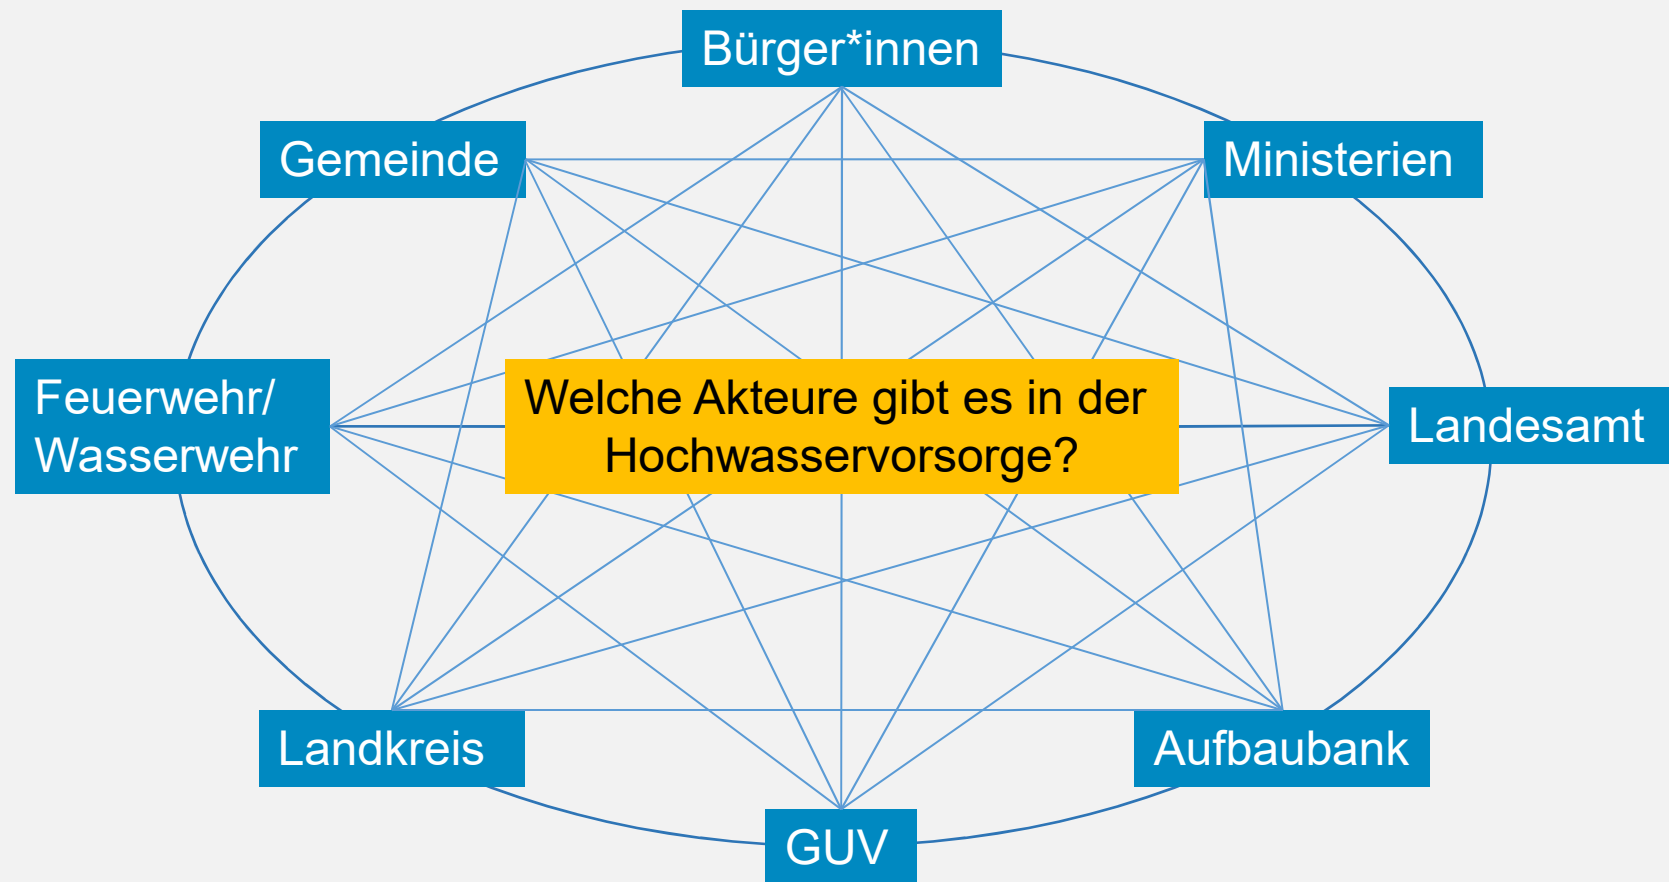 Bürger*innen
Gemeinde
Ministerien
Feuerwehr/
Wasserwehr
Welche Akteure gibt es in der
Hochwasservorsorge?
Landesamt
Landkreis
Aufbaubank
GUV